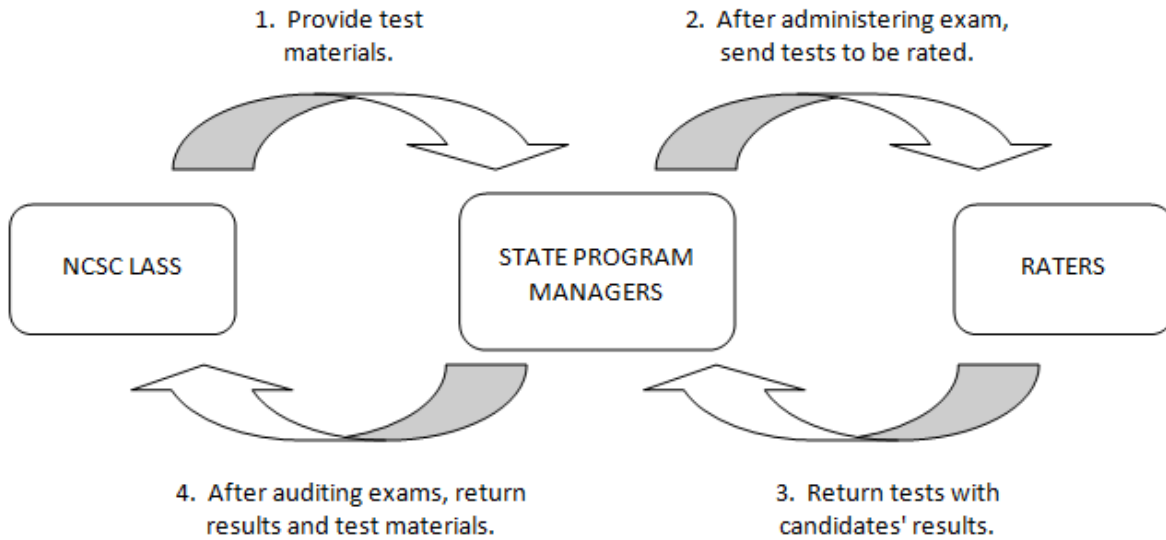 1.  Provide test
materials.
2.  After administering exam,
send tests to be rated.
NCSC LASS
STATE PROGRAM
MANAGERS
RATERS
4.  After auditing exams, return
results and test materials.
3.  Return tests with
candidates' results.